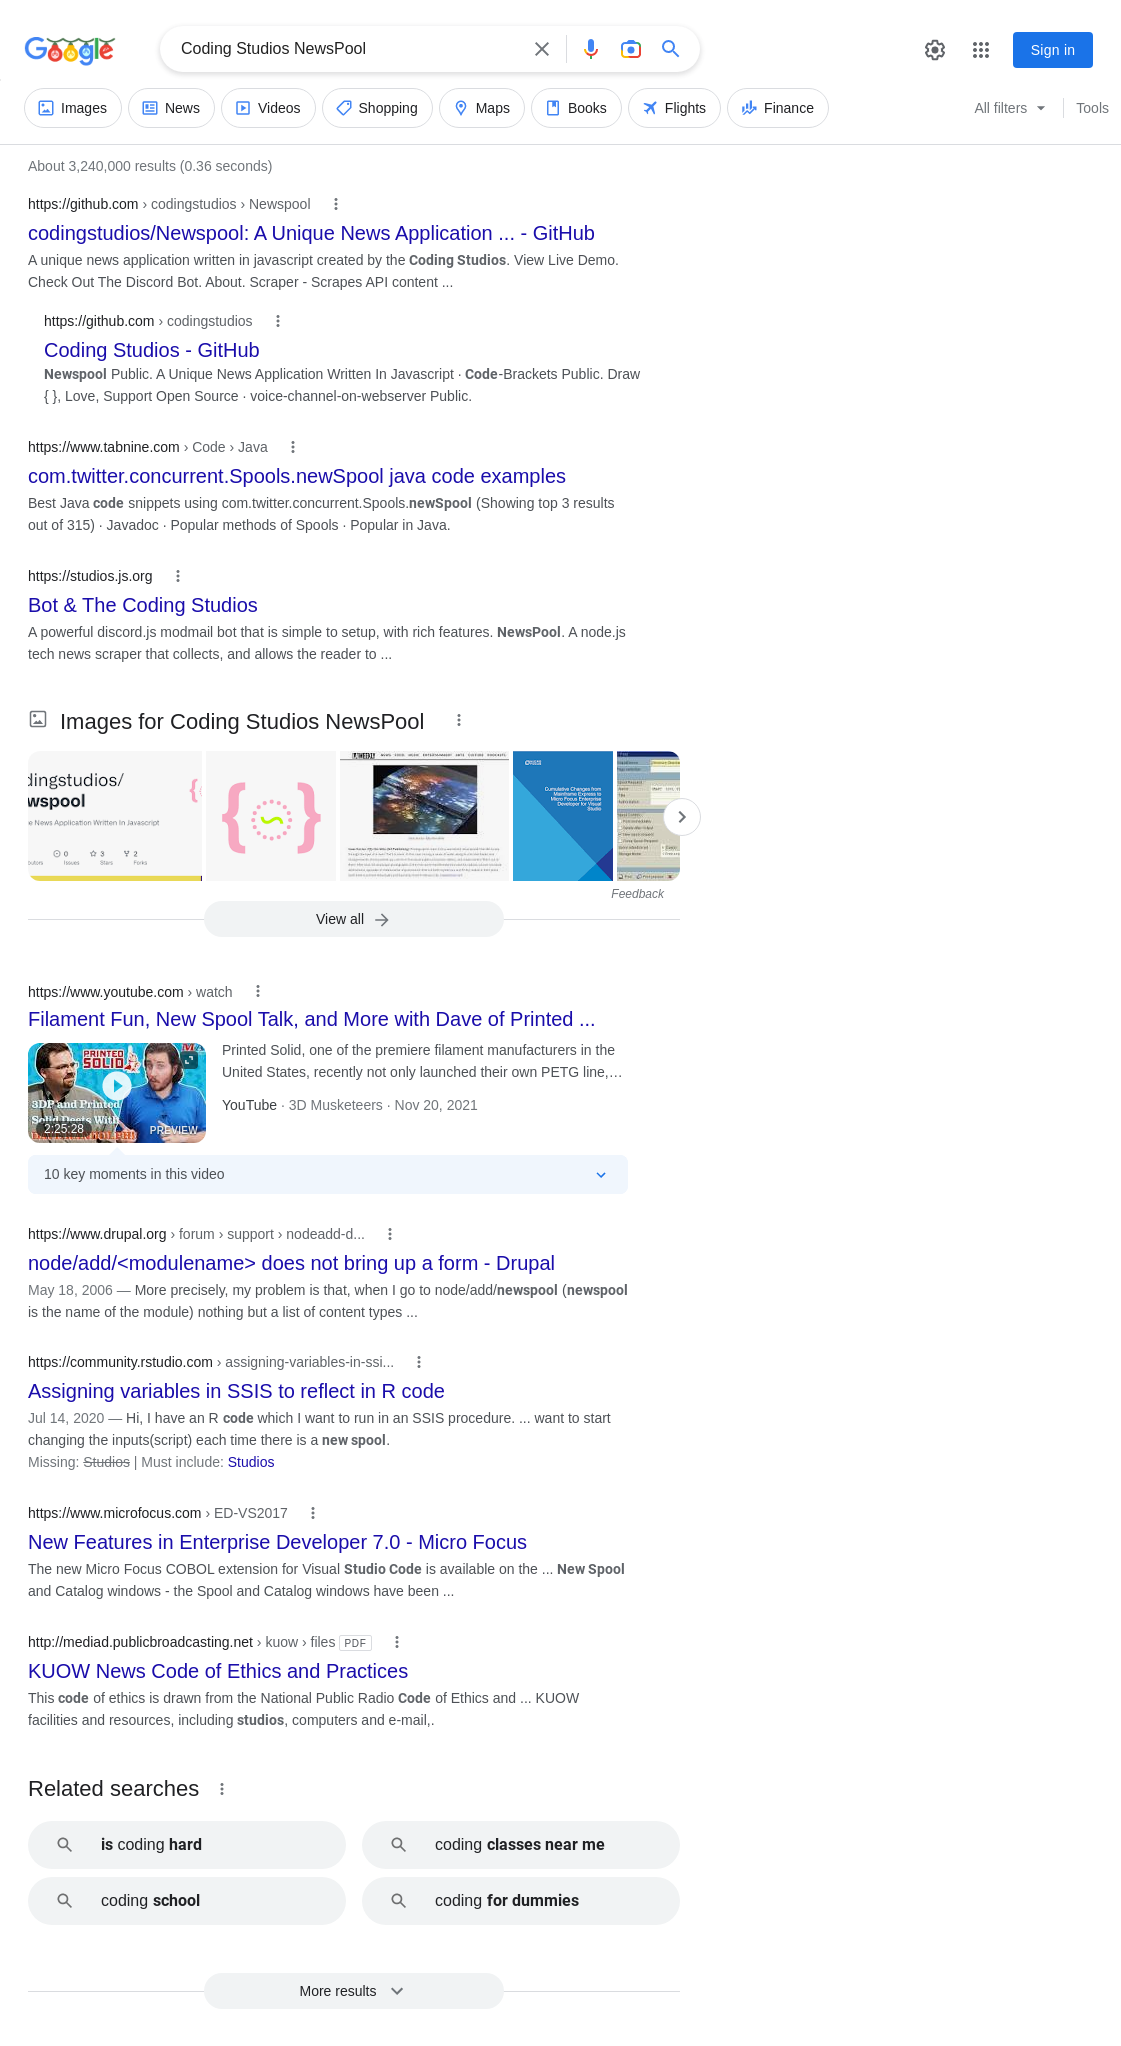 Google
Coding Studios NewsPool
Sign in
Images
News
Videos
Shopping
Maps
Books
Flights
Finance
All filters
Tools
About 3,240,000 results (0.36 seconds)
https://github.com › codingstudios › Newspool
codingstudios/Newspool: A Unique News Application ... - GitHub
A unique news application written in javascript created by the Coding Studios. View Live Demo.
Check Out The Discord Bot. About. Scraper - Scrapes API content ...
https://github.com › codingstudios
Coding Studios - GitHub
Newspool Public. A Unique News Application Written In Javascript · Code-Brackets Public. Draw
{ }, Love, Support Open Source · voice-channel-on-webserver Public.
https://www.tabnine.com › Code › Java
com.twitter.concurrent.Spools.newSpool java code examples
Best Java code snippets using com.twitter.concurrent.Spools.newSpool (Showing top 3 results
out of 315) · Javadoc · Popular methods of Spools · Popular in Java.
https://studios.js.org
Bot & The Coding Studios
A powerful discord.js modmail bot that is simple to setup, with rich features. NewsPool. A node.js
tech news scraper that collects, and allows the reader to ...
Images for Coding Studios NewsPool
dingstudios/
wspool
e News Application Written In Javascript
0
3
2
Issues
Stars
Forks
Cumulative Changes from
Mainframe Express to
Micro Focus Enterprise
Developer for Visual
Studio
Feedback
View all
https://www.youtube.com › watch
Filament Fun, New Spool Talk, and More with Dave of Printed ...
PRINTED
SOLID
3DP and Printed
Solid Deets With
2:25:28
PREVIEW
Printed Solid, one of the premiere filament manufacturers in the
United States, recently not only launched their own PETG line,…
YouTube · 3D Musketeers · Nov 20, 2021
10 key moments in this video
https://www.drupal.org › forum › support › nodeadd-d...
node/add/<modulename> does not bring up a form - Drupal
May 18, 2006 — More precisely, my problem is that, when I go to node/add/newspool (newspool
is the name of the module) nothing but a list of content types ...
https://community.rstudio.com › assigning-variables-in-ssi...
Assigning variables in SSIS to reflect in R code
Jul 14, 2020 — Hi, I have an R code which I want to run in an SSIS procedure. ... want to start
changing the inputs(script) each time there is a new spool.
Missing: Studios | Must include: Studios
https://www.microfocus.com › ED-VS2017
New Features in Enterprise Developer 7.0 - Micro Focus
The new Micro Focus COBOL extension for Visual Studio Code is available on the ... New Spool
and Catalog windows - the Spool and Catalog windows have been ...
http://mediad.publicbroadcasting.net › kuow › files PDF
KUOW News Code of Ethics and Practices
This code of ethics is drawn from the National Public Radio Code of Ethics and ... KUOW
facilities and resources, including studios, computers and e-mail,.
Related searches
is coding hard
coding classes near me
coding school
coding for dummies
More results